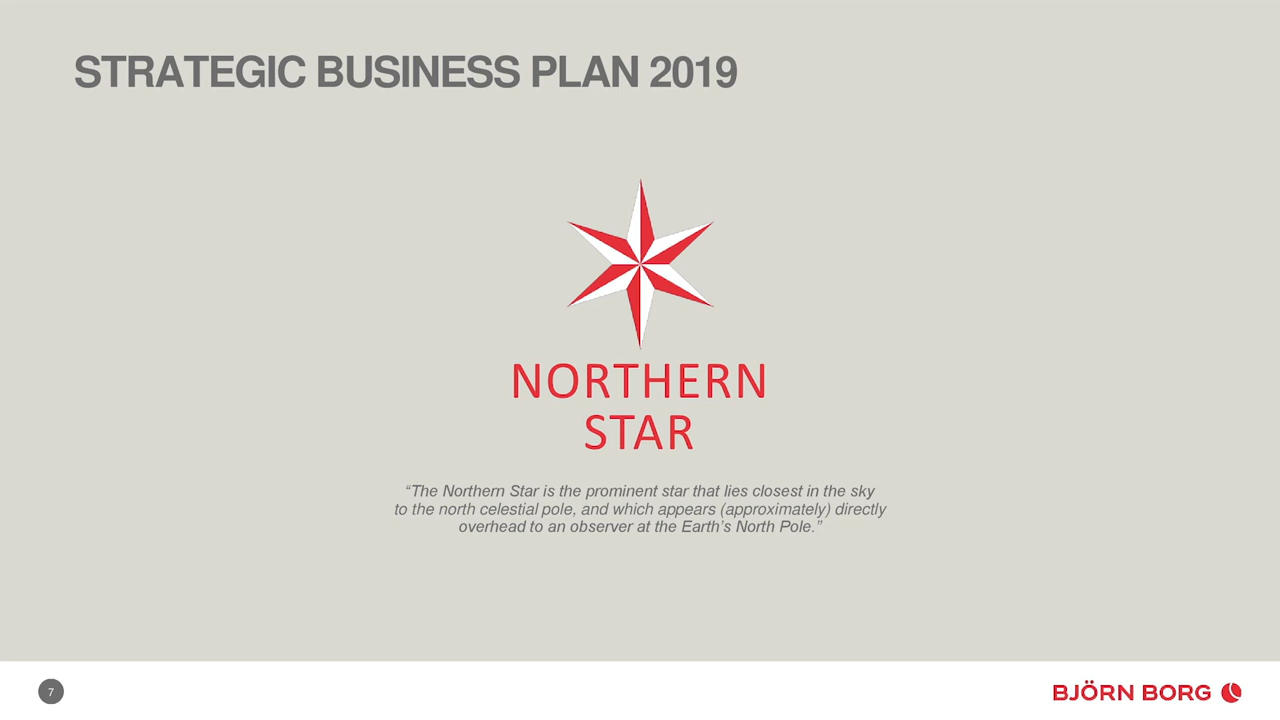 STRATEGIC BUSINESS PLAN 2019
NORTHERN
STAR
“The Northern Star is the prominent star that lies closest in the sky
to the north celestial pole, and which appears (approximately) directly
overhead to an observer at the Earth’s North Pole.”
7
BJÖRN BORG